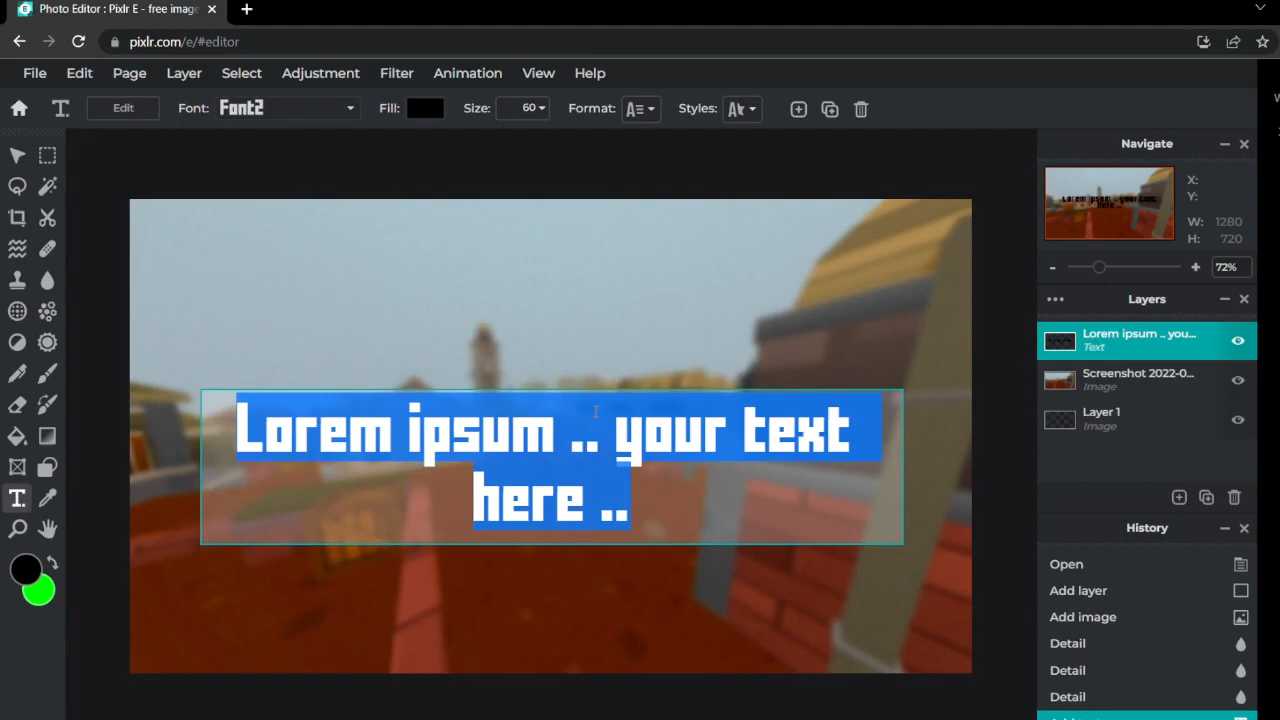 Photo Editor : Pixlr E - free image
pixlr.com/e/#editor
File Edit Page Layer Select Adjustment Filter Animation View Help
Edit Font: Font2 Fill: Size: 60 Format: Styles:
Navigate
X:
Y:
W: 1280
H: 720
72%
Layers
Lorem ipsum .. you...
Text
Screenshot 2022-0...
Image
Layer 1
Image
History
Open
Add layer
Add image
Detail
Detail
Detail
Lorem ipsum .. your text
here ..